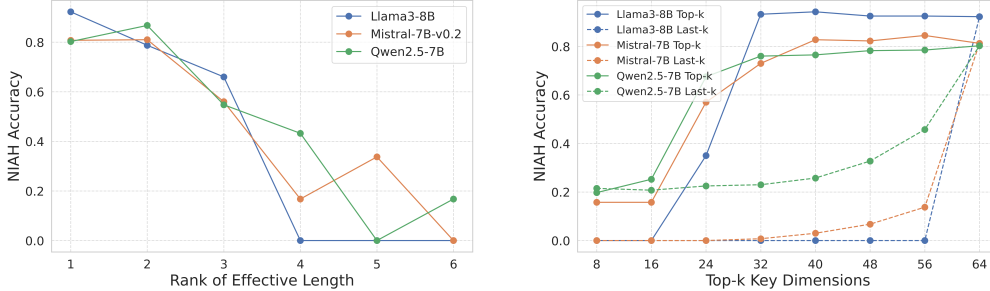 NIAH Accuracy
0.8
0.6
0.4
0.2
0.0
Llama3-8B
Mistral-7B-v0.2
Qwen2.5-7B
1 2 3 4 5 6
Rank of Effective Length
NIAH Accuracy
0.8
0.6
0.4
0.2
0.0
Llama3-8B Top-k
Llama3-8B Last-k
Mistral-7B Top-k
Mistral-7B Last-k
Qwen2.5-7B Top-k
Qwen2.5-7B Last-k
8 16 24 32 40 48 56 64
Top-k Key Dimensions